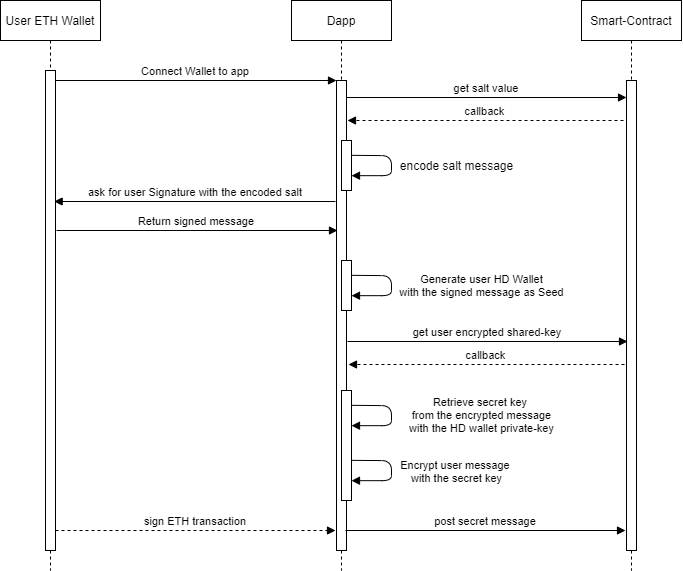 User ETH Wallet
Dapp
Smart-Contract
Connect Wallet to app
get salt value
callback
encode salt message
ask for user Signature with the encoded salt
Return signed message
Generate user HD Wallet
with the signed message as Seed
get user encrypted shared-key
callback
Retrieve secret key
from the encrypted message
with the HD wallet private-key
Encrypt user message
with the secret key
sign ETH transaction
post secret message